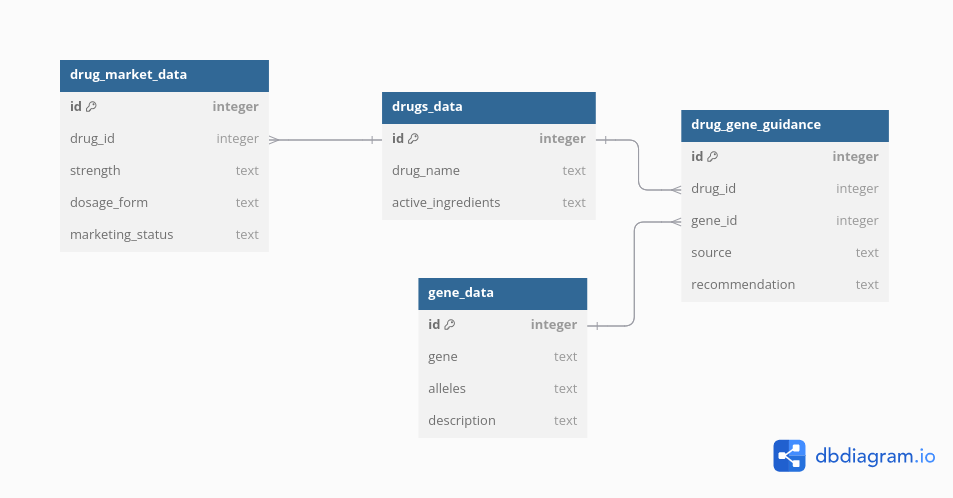 drug_market_data
id integer
drug_id integer
strength text
dosage_form text
marketing_status text
drugs_data
id integer
drug_name text
active_ingredients text
drug_gene_guidance
id integer
drug_id integer
gene_id integer
source text
recommendation text
gene_data
id integer
gene text
alleles text
description text
dbdiagram.io